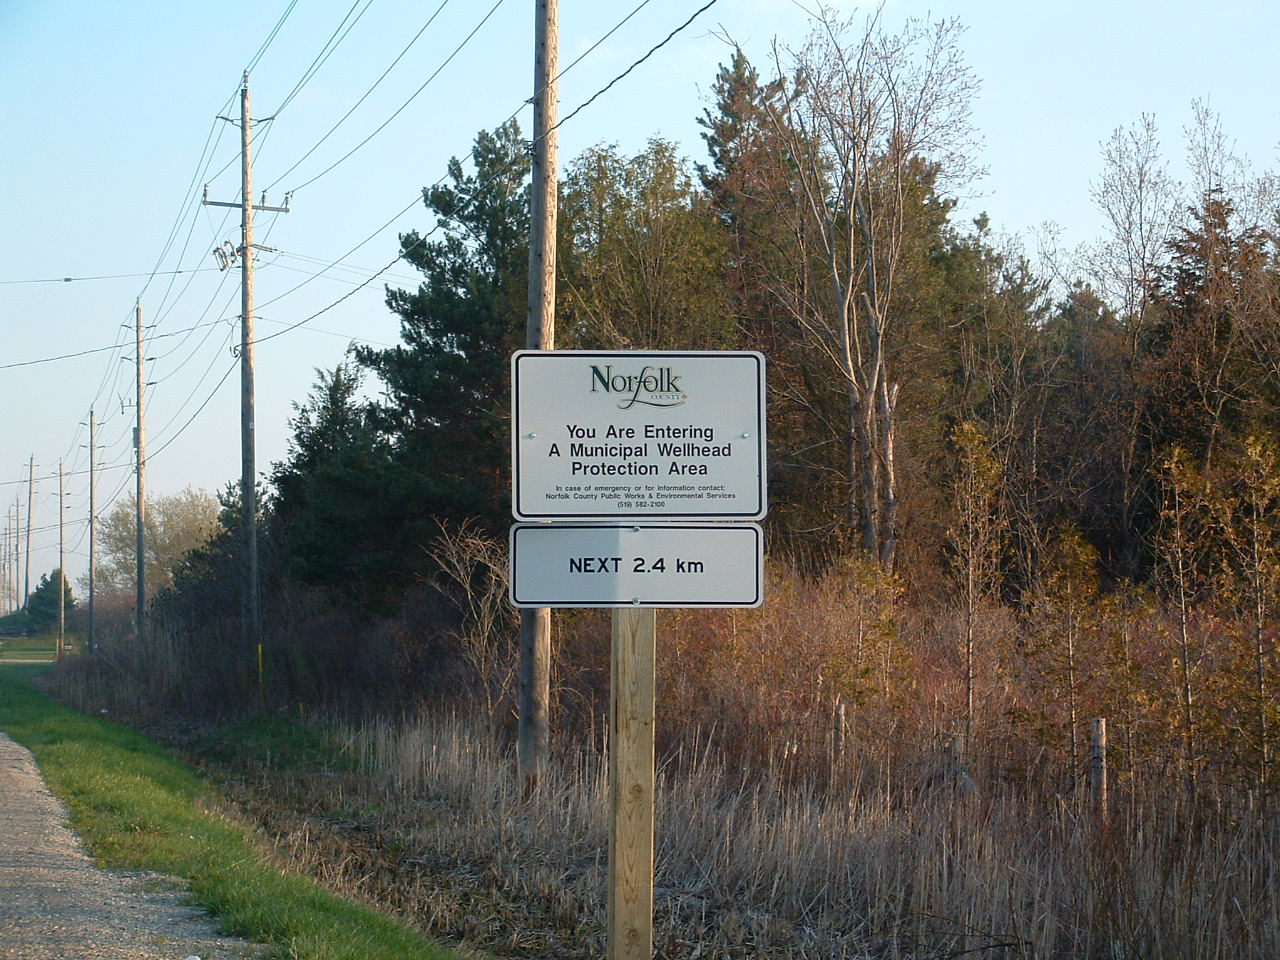 Norfolk
COUNTY
You Are Entering
A Municipal Wellhead
Protection Area
In case of emergency or for information contact:
Norfolk County Public Works & Environmental Services
(519) 582-2100
NEXT 2.4 km